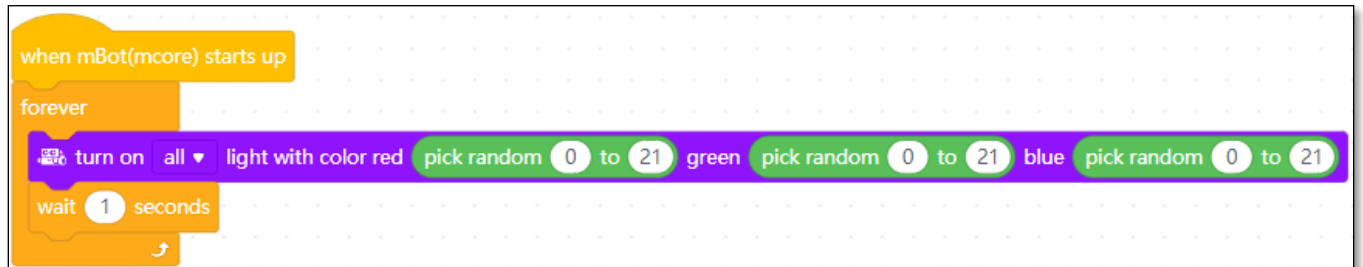 when mBot(mcore) starts up
forever
turn on all light with color red pick random 0 to 21 green pick random 0 to 21 blue pick random 0 to 21
wait 1 seconds